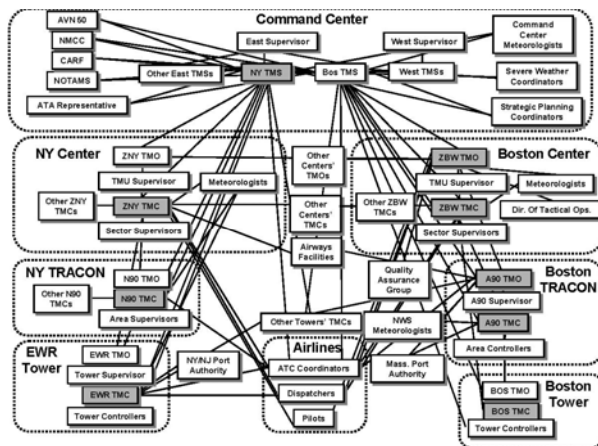 Command Center
AVN 50
NMCC
CARF
NOTAMS
ATA Representative
East Supervisor
West Supervisor
Command
Center
Meteorologists
Other East TMSs
NY TMS
Bos TMS
West TMSs
Severe Weather
Coordinators
Strategic Planning
Coordinators
NY Center
ZNY TMO
TMU Supervisor
Meteorologists
Other ZNY
TMCs
ZNY TMC
Sector Supervisors
Other
Centers'
TMOs
Other
Centers'
TMCs
Airways
Facilities
Boston Center
ZBW TMO
TMU Supervisor
Meteorologists
Other ZBW
TMCs
ZBW TMC
Dir. Of Tactical Ops.
Sector Supervisors
NY TRACON
N90 TMO
Other N90
TMCs
N90 TMC
Area Supervisors
Quality
Assurance
Group
Boston
TRACON
A90 TMO
A90 Supervisor
A90 TMC
Area Controllers
Other Towers' TMCs
NWS
Meteorologists
EWR
Tower
EWR TMO
Tower Supervisor
EWR TMC
Tower Controllers
NY/NJ Port
Authority
Airlines
ATC Coordinators
Dispatchers
Pilots
Mass. Port
Authority
Boston
Tower
BOS TMO
BOS TMC
Tower Controllers